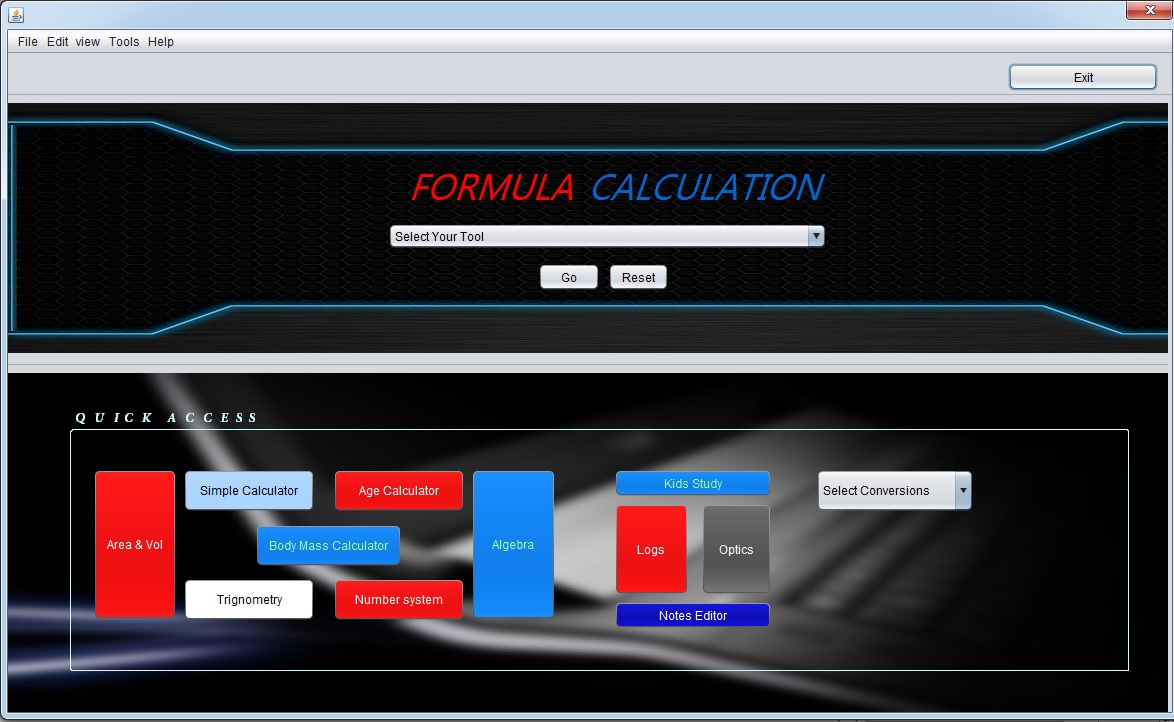 File Edit view Tools Help
Exit
FORMULA CALCULATION
Select Your Tool
Go Reset
QUICK ACCESS
Area & Vol
Simple Calculator
Age Calculator
Body Mass Calculator
Trignometry
Number system
Algebra
Kids Study
Logs
Optics
Notes Editor
Select Conversions